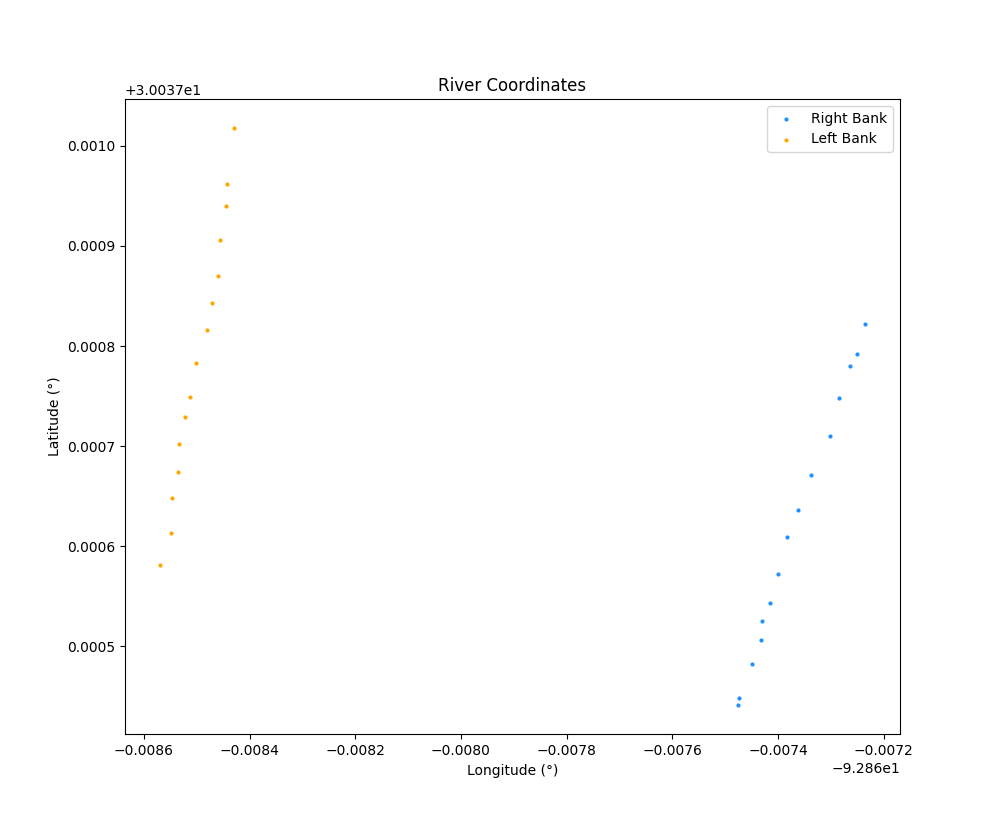 River Coordinates
+3.0037e1
Right Bank
Left Bank
0.0010
0.0009
0.0008
0.0007
0.0006
0.0005
Latitude (°)
−0.0086 −0.0084 −0.0082 −0.0080 −0.0078 −0.0076 −0.0074 −0.0072
Longitude (°)
−9.286e1